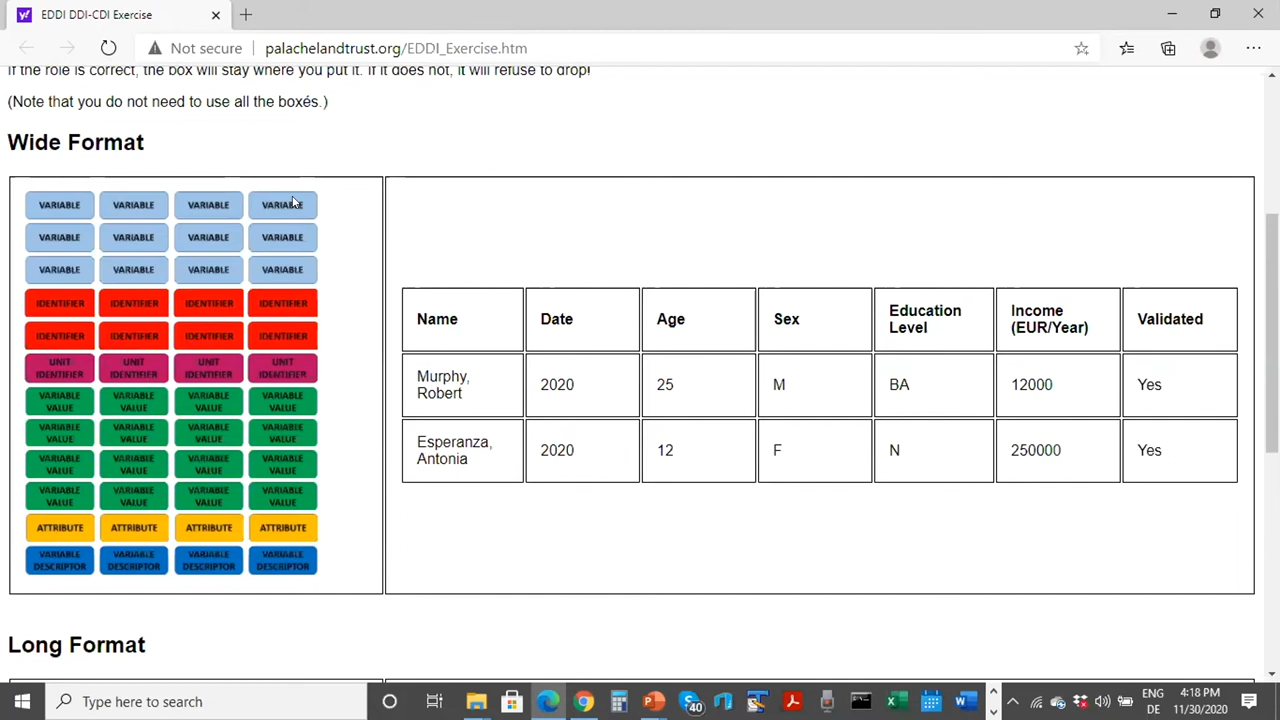 EDDI DDI-CDI Exercise
Not secure palachelandtrust.org/EDDI_Exercise.htm
If the role is correct, the box will stay where you put it. If it does not, it will refuse to drop!
(Note that you do not need to use all the boxés.)
Wide Format
VARIABLE VARIABLE VARIABLE VARIABLE
VARIABLE VARIABLE VARIABLE VARIABLE
VARIABLE VARIABLE VARIABLE VARIABLE
IDENTIFIER IDENTIFIER IDENTIFIER IDENTIFIER
IDENTIFIER IDENTIFIER IDENTIFIER IDENTIFIER
UNIT UNIT UNIT UNIT
IDENTIFIER IDENTIFIER IDENTIFIER IDENTIFIER
VARIABLE VARIABLE VARIABLE VARIABLE
VALUE VALUE VALUE VALUE
VARIABLE VARIABLE VARIABLE VARIABLE
VALUE VALUE VALUE VALUE
VARIABLE VARIABLE VARIABLE VARIABLE
VALUE VALUE VALUE VALUE
VARIABLE VARIABLE VARIABLE VARIABLE
VALUE VALUE VALUE VALUE
ATTRIBUTE ATTRIBUTE ATTRIBUTE ATTRIBUTE
VARIABLE VARIABLE VARIABLE VARIABLE
DESCRIPTOR DESCRIPTOR DESCRIPTOR DESCRIPTOR
Name Date Age Sex Education Level Income (EUR/Year) Validated
Murphy, Robert 2020 25 M BA 12000 Yes
Esperanza, Antonia 2020 12 F N 250000 Yes
Long Format
Type here to search
40
ENG
DE
4:18 PM
11/30/2020